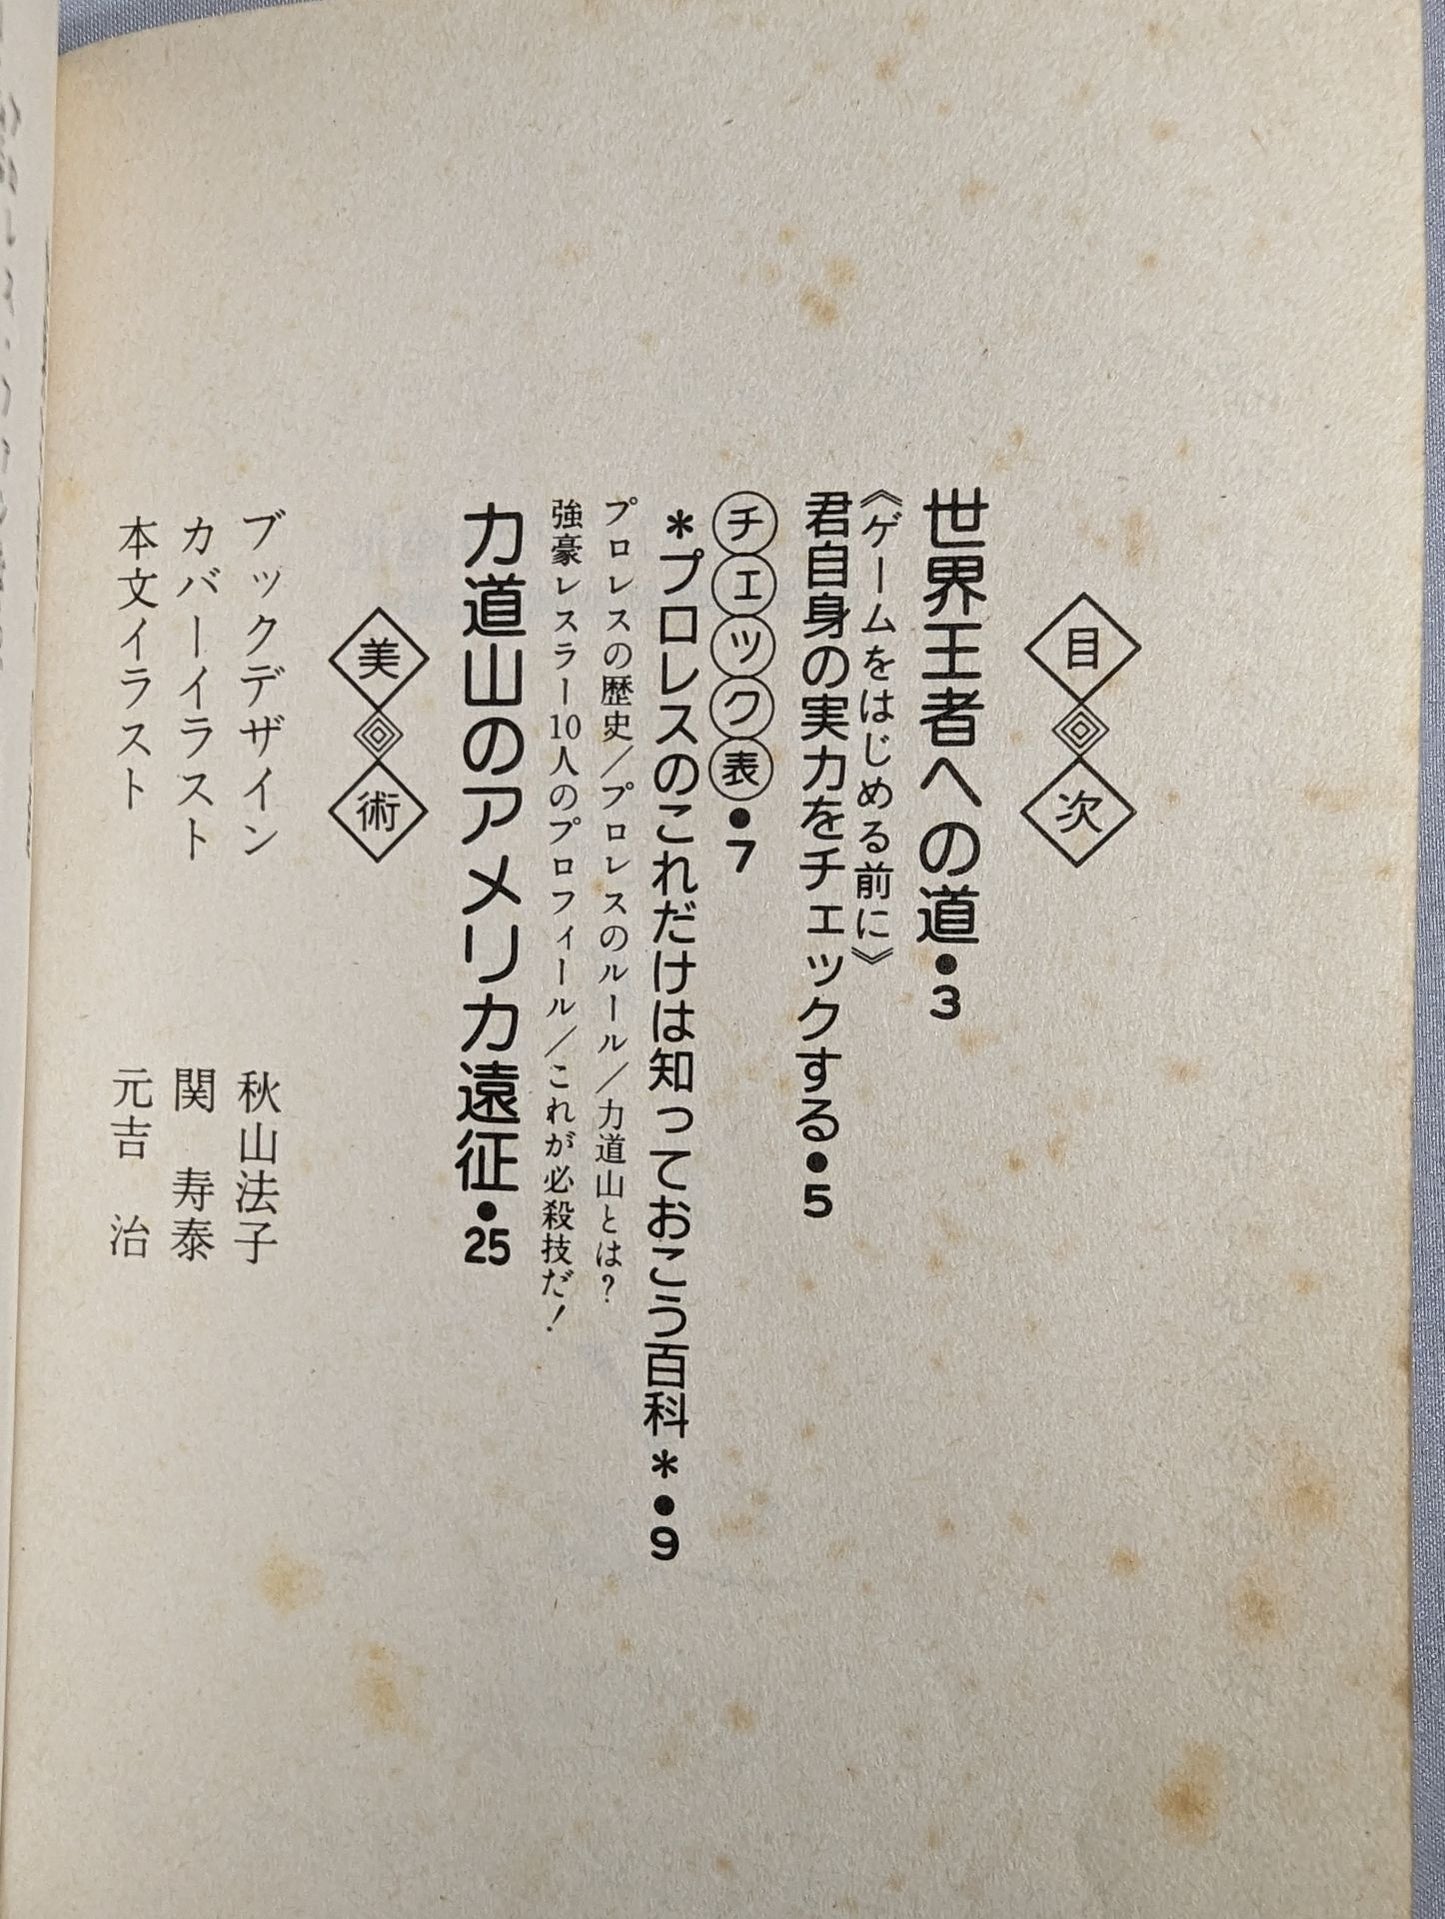 目次
世界王者への道●3
《ゲームをはじめる前に》
君自身の実力をチェックする●5
チェック表●7
＊プロレスのこれだけは知っておこう百科＊●9
プロレスの歴史／プロレスのルール／力道山とは？
強豪レスラー10人のプロフィール／これが必殺技だ！
力道山のアメリカ遠征●25
美術
ブックデザイン 秋山法子
カバーイラスト 関 寿泰
本文イラスト 元吉 治